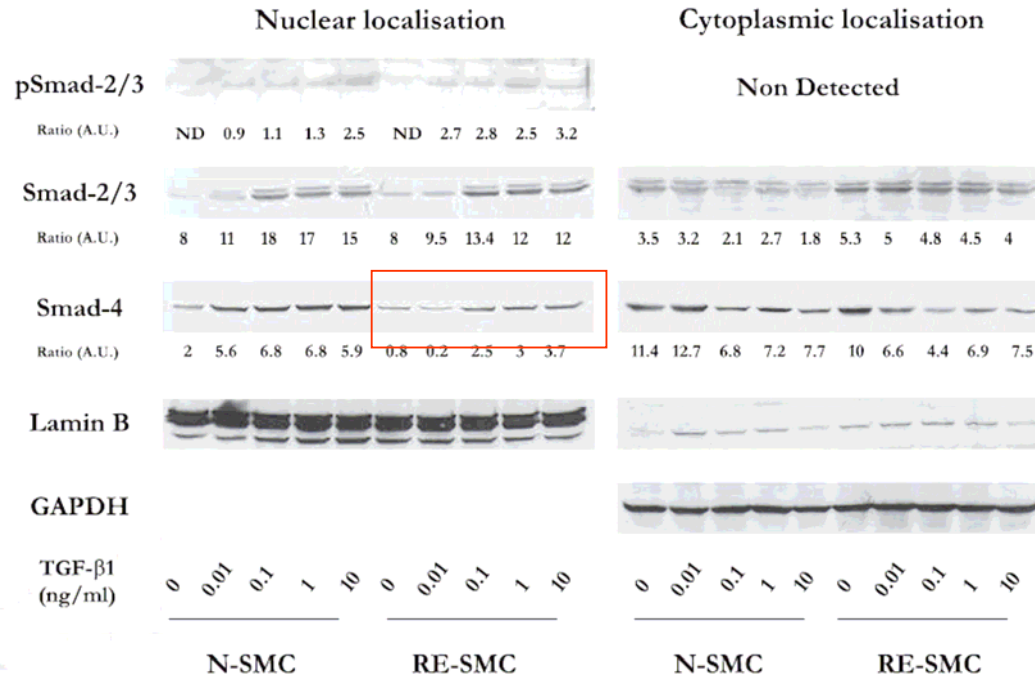 Nuclear localisation Cytoplasmic localisation
pSmad-2/3 Non Detected
Ratio (A.U.) ND 0.9 1.1 1.3 2.5 ND 2.7 2.8 2.5 3.2
Smad-2/3
Ratio (A.U.) 8 11 18 17 15 8 9.5 13.4 12 12 3.5 3.2 2.1 2.7 1.8 5.3 5 4.8 4.5 4
Smad-4
Ratio (A.U.) 2 5.6 6.8 6.8 5.9 0.8 0.2 2.5 3 3.7 11.4 12.7 6.8 7.2 7.7 10 6.6 4.4 6.9 7.5
Lamin B
GAPDH
TGF-β1
(ng/ml) 0 0.01 0.1 1 10 0 0.01 0.1 1 10 0 0.01 0.1 1 10 0 0.01 0.1 1 10
N-SMC RE-SMC N-SMC RE-SMC